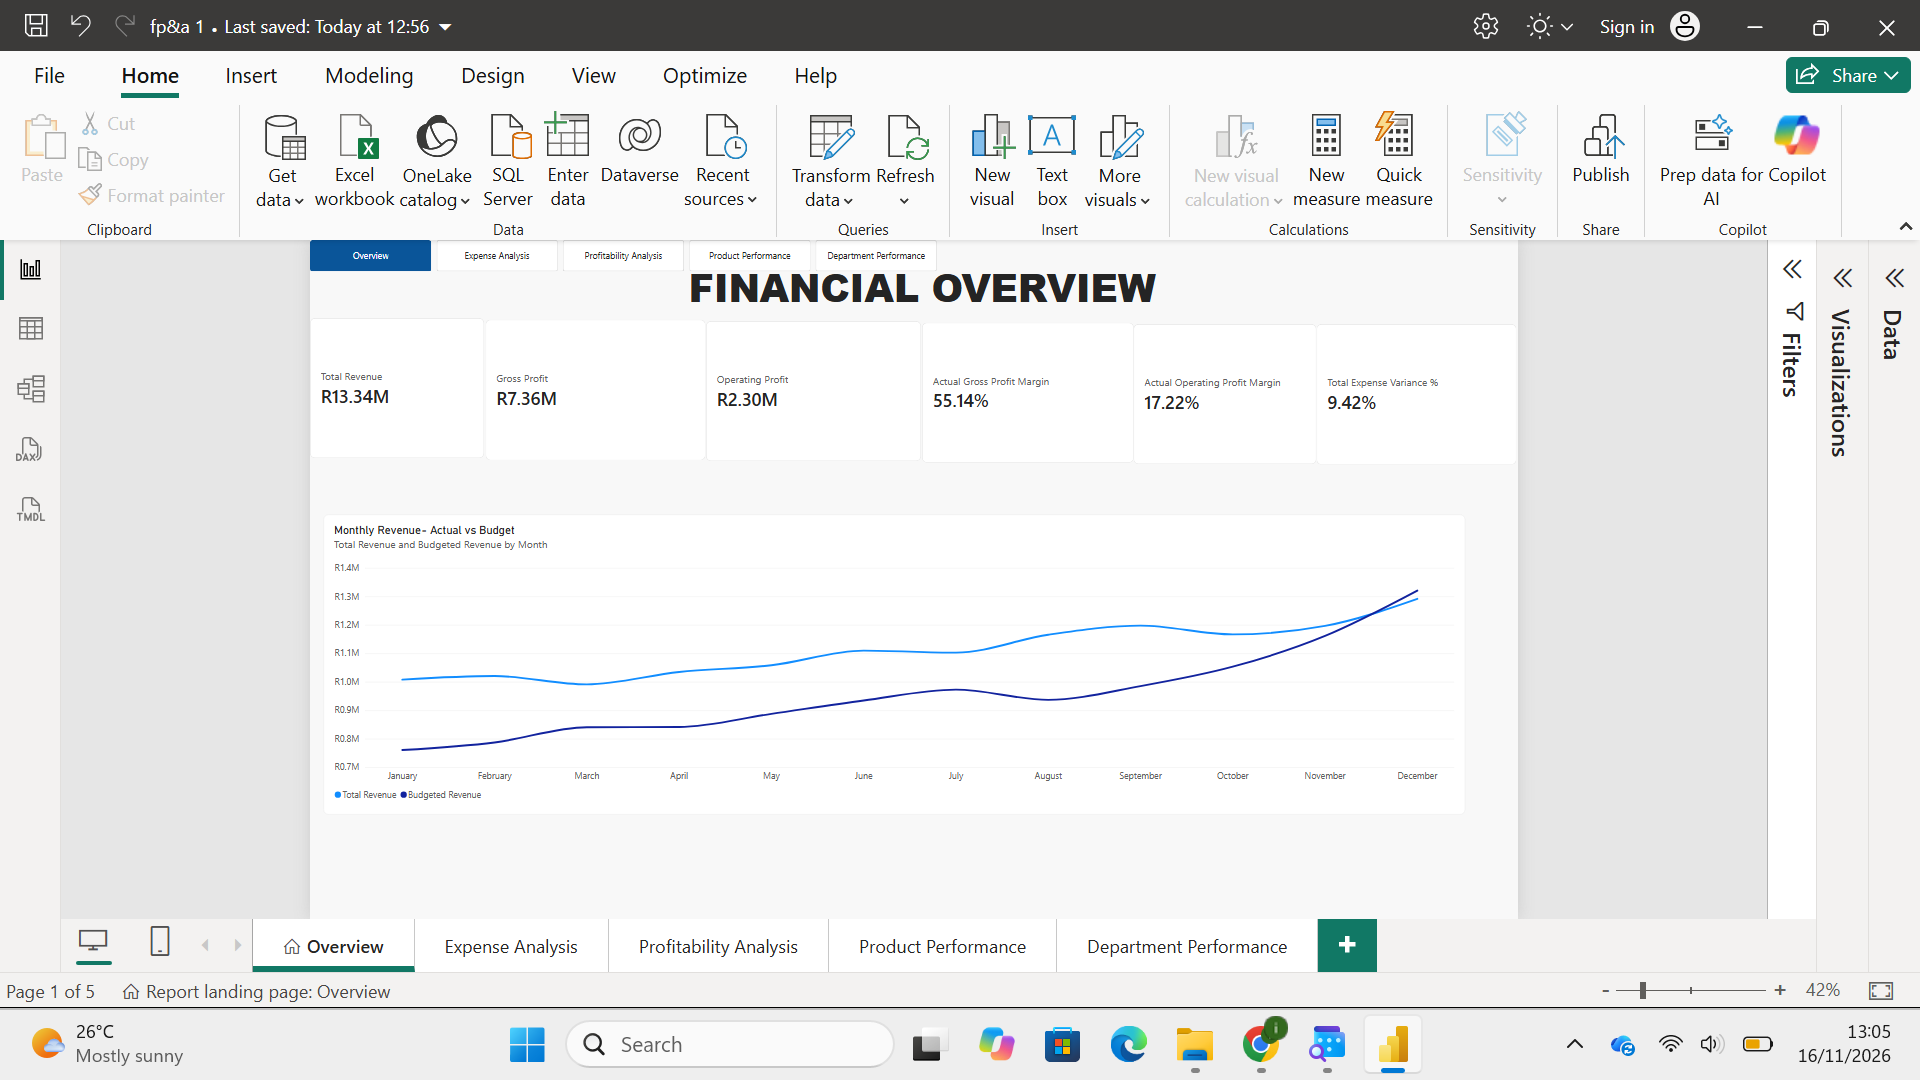 fp&a 1 • Last saved: Today at 12:56
Sign in
File
Home
Insert
Modeling
Design
View
Optimize
Help
Share
Paste
Cut
Copy
Format painter
Clipboard
Get data
Excel workbook
OneLake catalog
SQL Server
Enter data
Dataverse
Recent sources
Data
Transform data
Refresh
Queries
New visual
Text box
More visuals
Insert
New visual calculation
New measure
Quick measure
Calculations
Sensitivity
Sensitivity
Publish
Share
Prep data for AI
Copilot
Copilot
DAX
TMDL
Overview
Expense Analysis
Profitability Analysis
Product Performance
Department Performance
FINANCIAL OVERVIEW
Total Revenue
R13.34M
Gross Profit
R7.36M
Operating Profit
R2.30M
Actual Gross Profit Margin
55.14%
Actual Operating Profit Margin
17.22%
Total Expense Variance %
9.42%
Monthly Revenue- Actual vs Budget
Total Revenue and Budgeted Revenue by Month
R1.4M
R1.3M
R1.2M
R1.1M
R1.0M
R0.9M
R0.8M
R0.7M
January
February
March
April
May
June
July
August
September
October
November
December
Total Revenue
Budgeted Revenue
Filters
Visualizations
Data
Overview
Expense Analysis
Profitability Analysis
Product Performance
Department Performance
+
Page 1 of 5
Report landing page: Overview
- + 42%
26°C
Mostly sunny
Search
13:05
16/11/2026